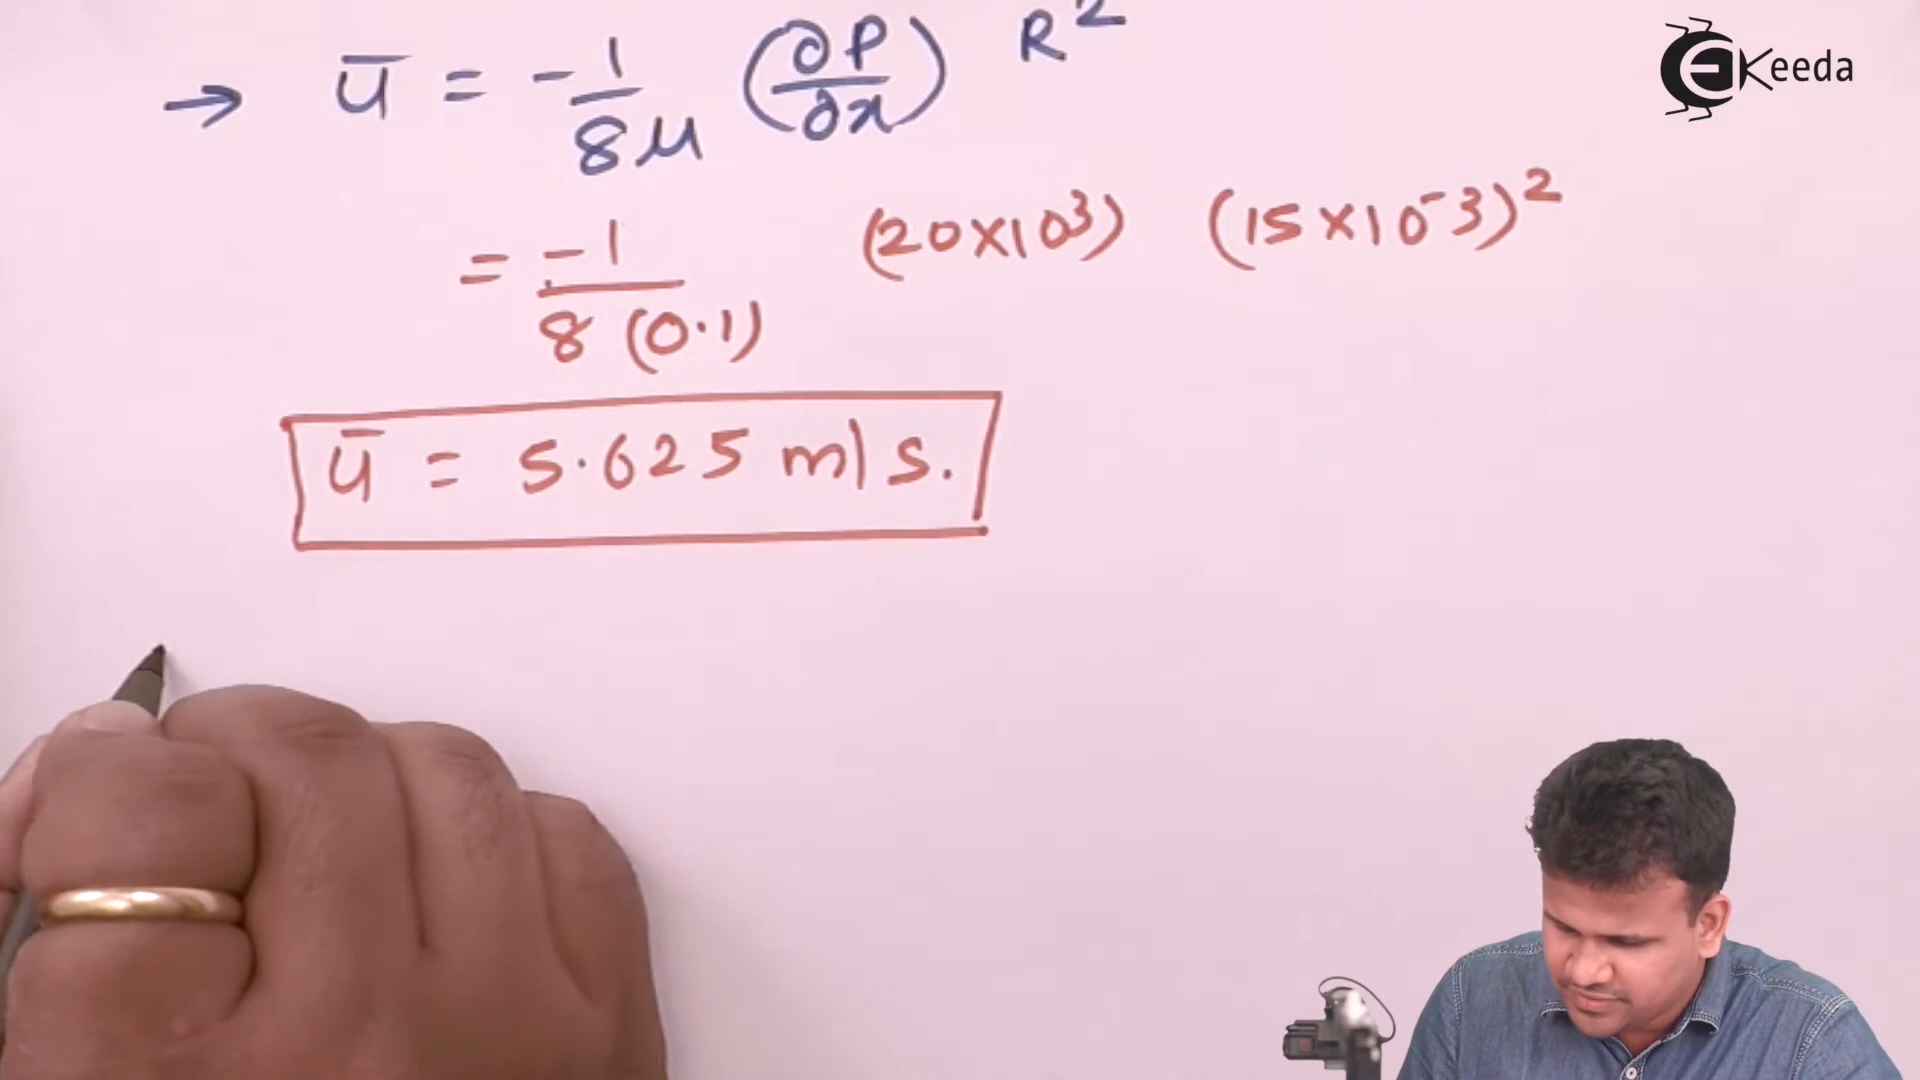 EKeeda
→ ū = -1/8μ (∂P/∂x) R²
= -1/8(0.1) (20×10³) (15×10⁻³)²
ū = 5.625 m/s.